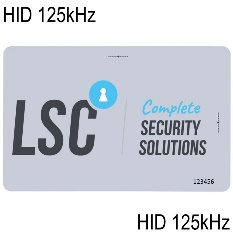 HID 125kHz
LSC
Complete
SECURITY
SOLUTIONS
123456
HID 125kHz